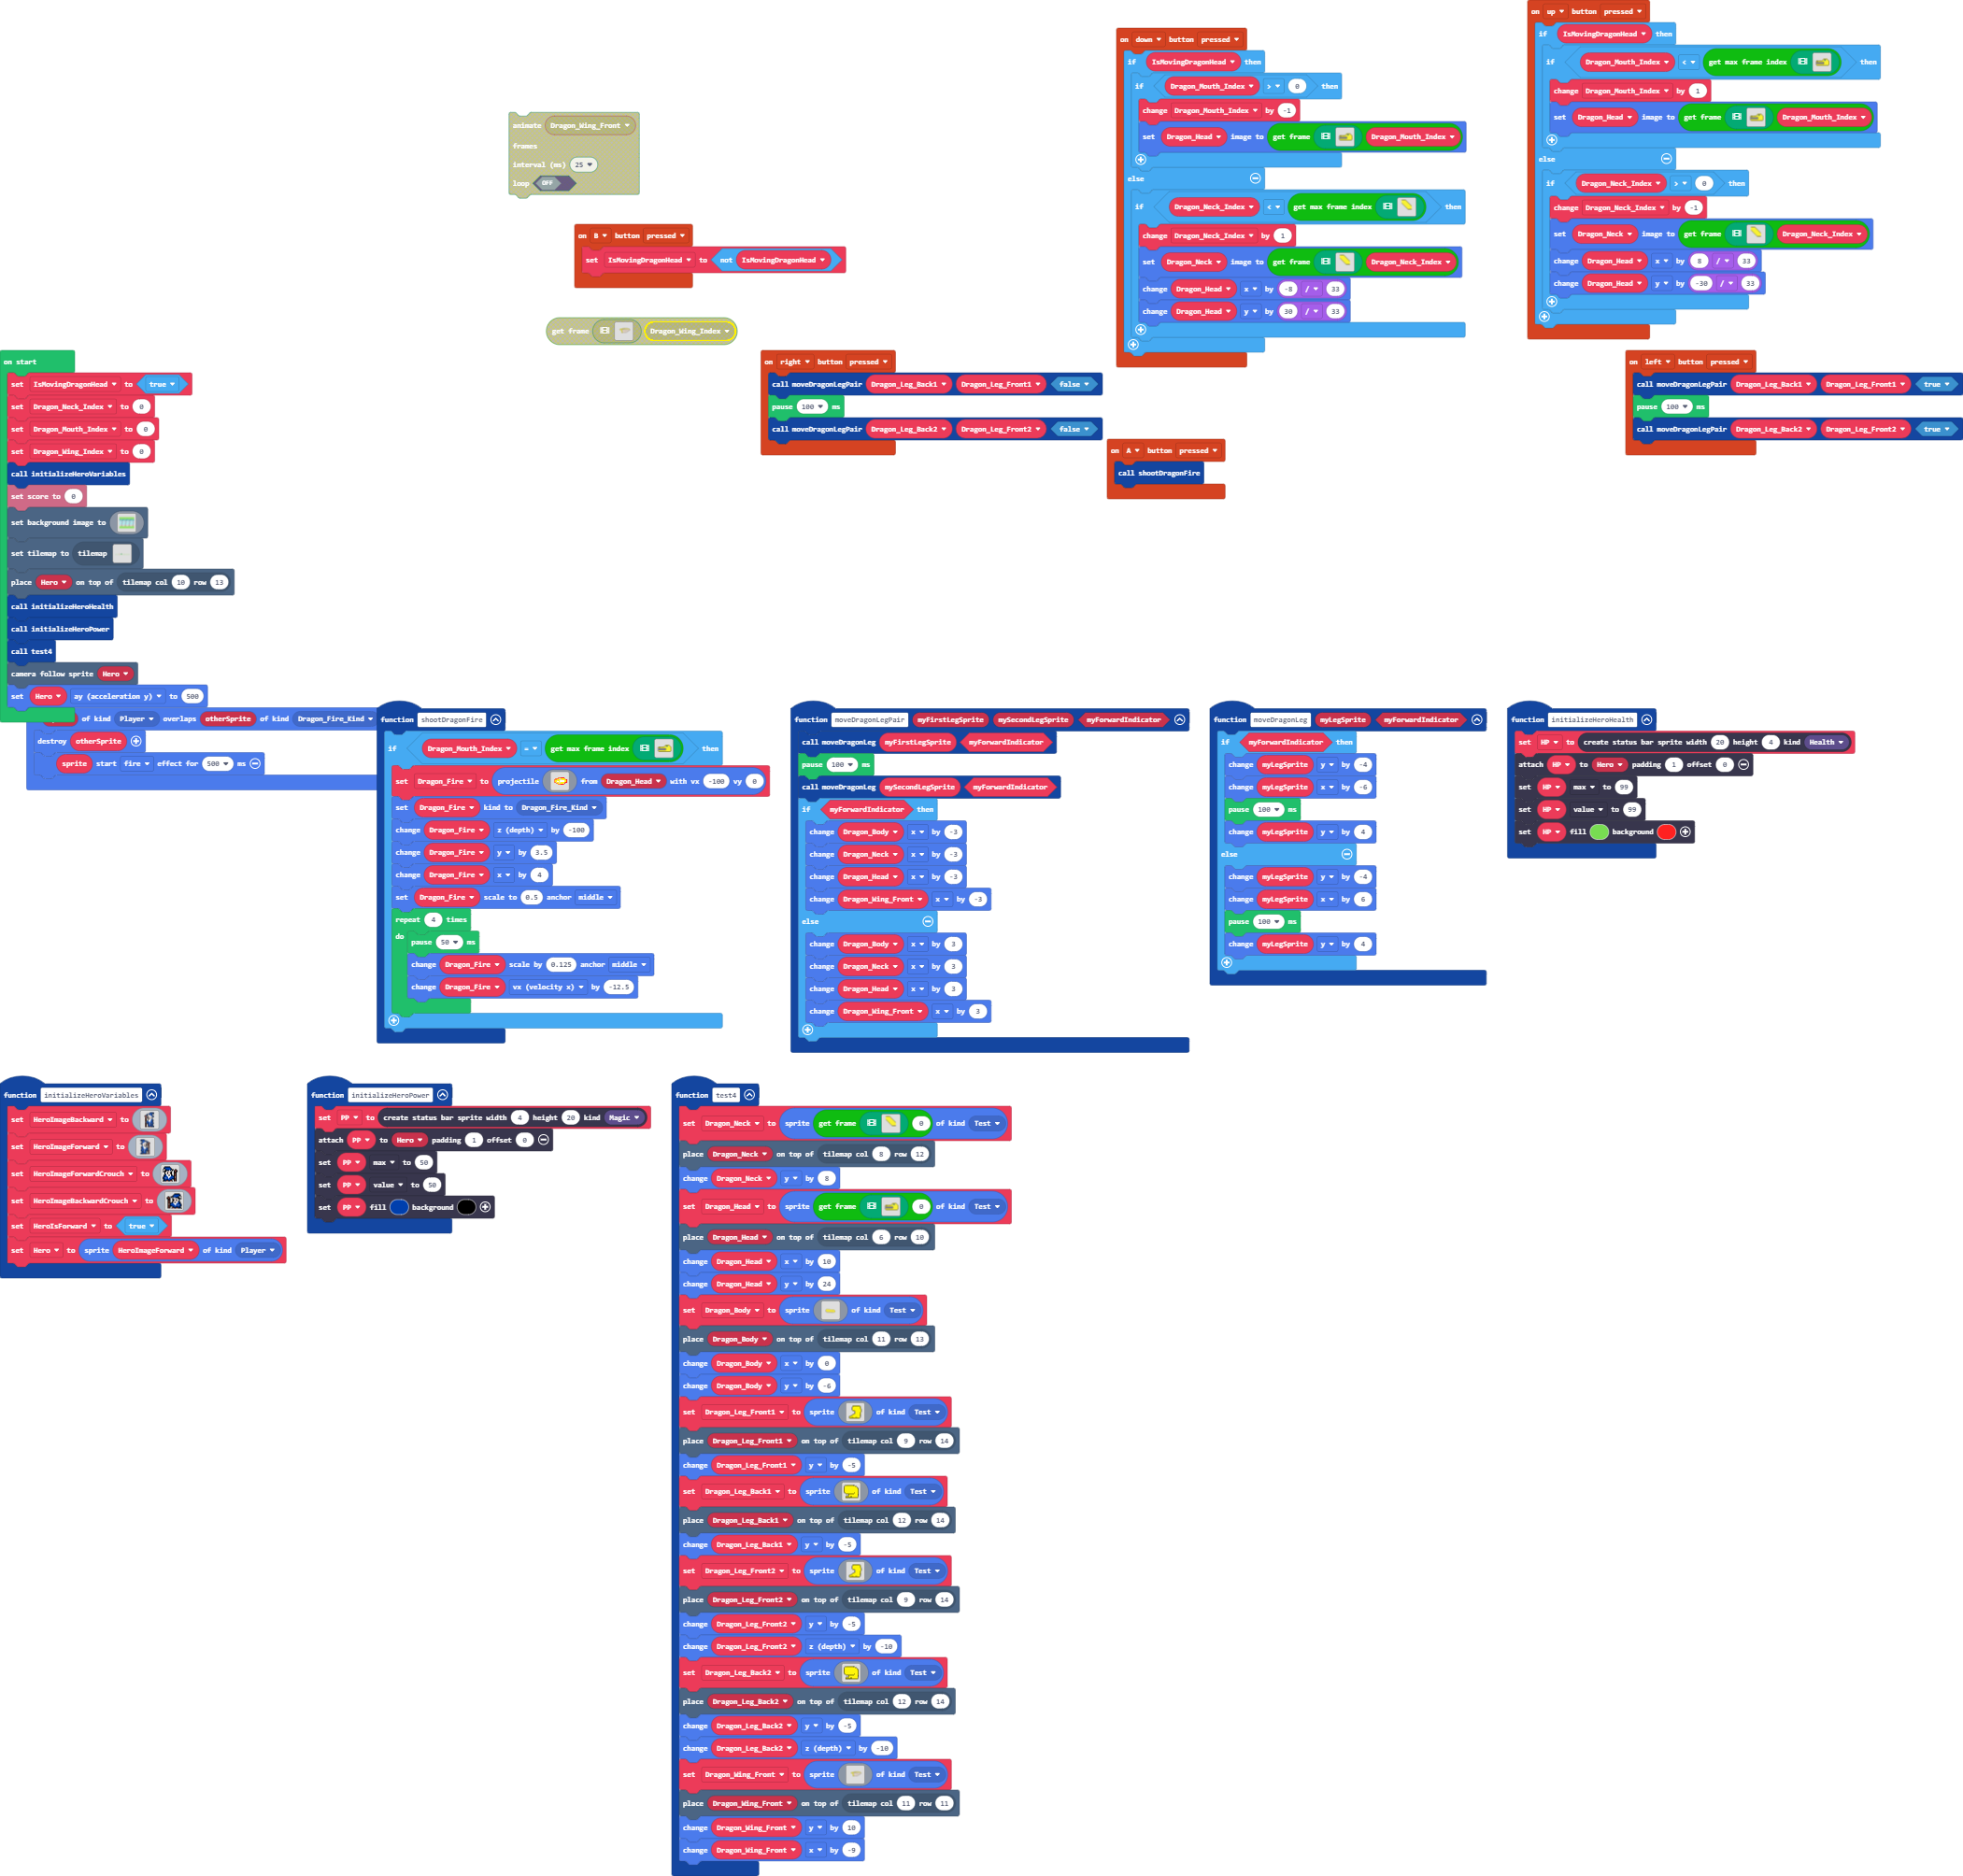 on up button pressed
if IsMovingDragonHead then
if Dragon_Mouth_Index < get max frame index then
change Dragon_Mouth_Index by 1
set Dragon_Head image to get frame Dragon_Mouth_Index
else
if Dragon_Neck_Index > 0 then
change Dragon_Neck_Index by -1
set Dragon_Neck image to get frame Dragon_Neck_Index
change Dragon_Head x by 8 / 33
change Dragon_Head y by -30 / 33
on down button pressed
if IsMovingDragonHead then
if Dragon_Mouth_Index > 0 then
change Dragon_Mouth_Index by -1
set Dragon_Head image to get frame Dragon_Mouth_Index
else
if Dragon_Neck_Index < get max frame index then
change Dragon_Neck_Index by 1
set Dragon_Neck image to get frame Dragon_Neck_Index
change Dragon_Head x by -8 / 33
change Dragon_Head y by 30 / 33
animate Dragon_Wing_Front
frames
interval (ms) 25
loop OFF
on B button pressed
set IsMovingDragonHead to not IsMovingDragonHead
get frame Dragon_Wing_Index
on start
set IsMovingDragonHead to true
set Dragon_Neck_Index to 0
set Dragon_Mouth_Index to 0
set Dragon_Wing_Index to 0
call initializeHeroVariables
set score to 0
set background image to
set tilemap to tilemap
place Hero on top of tilemap col 10 row 13
call initializeHeroHealth
call initializeHeroPower
call test4
camera follow sprite Hero
set Hero ay (acceleration y) to 500
of kind Player overlaps otherSprite of kind Dragon_Fire_Kind
destroy otherSprite
sprite start fire effect for 500 ms
on right button pressed
call moveDragonLegPair Dragon_Leg_Back1 Dragon_Leg_Front1 false
pause 100 ms
call moveDragonLegPair Dragon_Leg_Back2 Dragon_Leg_Front2 false
on A button pressed
call shootDragonFire
on left button pressed
call moveDragonLegPair Dragon_Leg_Back1 Dragon_Leg_Front1 true
pause 100 ms
call moveDragonLegPair Dragon_Leg_Back2 Dragon_Leg_Front2 true
function shootDragonFire
if Dragon_Mouth_Index = get max frame index then
set Dragon_Fire to projectile from Dragon_Head with vx -100 vy 0
set Dragon_Fire kind to Dragon_Fire_Kind
change Dragon_Fire z (depth) by -100
change Dragon_Fire y by 3.5
change Dragon_Fire x by 4
set Dragon_Fire scale to 0.5 anchor middle
repeat 4 times
do pause 50 ms
change Dragon_Fire scale by 0.125 anchor middle
change Dragon_Fire vx (velocity x) by -12.5
function moveDragonLegPair myFirstLegSprite mySecondLegSprite myForwardIndicator
call moveDragonLeg myFirstLegSprite myForwardIndicator
pause 100 ms
call moveDragonLeg mySecondLegSprite myForwardIndicator
if myForwardIndicator then
change Dragon_Body x by -3
change Dragon_Neck x by -3
change Dragon_Head x by -3
change Dragon_Wing_Front x by -3
else
change Dragon_Body x by 3
change Dragon_Neck x by 3
change Dragon_Head x by 3
change Dragon_Wing_Front x by 3
function moveDragonLeg myLegSprite myForwardIndicator
if myForwardIndicator then
change myLegSprite y by -4
change myLegSprite x by -6
pause 100 ms
change myLegSprite y by 4
else
change myLegSprite y by -4
change myLegSprite x by 6
pause 100 ms
change myLegSprite y by 4
function initializeHeroHealth
set HP to create status bar sprite width 20 height 4 kind Health
attach HP to Hero padding 1 offset 0
set HP max to 99
set HP value to 99
set HP fill background
function initializeHeroVariables
set HeroImageBackward to
set HeroImageForward to
set HeroImageForwardCrouch to
set HeroImageBackwardCrouch to
set HeroIsForward to true
set Hero to sprite HeroImageForward of kind Player
function initializeHeroPower
set PP to create status bar sprite width 4 height 20 kind Magic
attach PP to Hero padding 1 offset 0
set PP max to 50
set PP value to 50
set PP fill background
function test4
set Dragon_Neck to sprite get frame 0 of kind Test
place Dragon_Neck on top of tilemap col 8 row 12
change Dragon_Neck y by 8
set Dragon_Head to sprite get frame 0 of kind Test
place Dragon_Head on top of tilemap col 6 row 10
change Dragon_Head x by 10
change Dragon_Head y by 24
set Dragon_Body to sprite of kind Test
place Dragon_Body on top of tilemap col 11 row 13
change Dragon_Body x by 0
change Dragon_Body y by -6
set Dragon_Leg_Front1 to sprite of kind Test
place Dragon_Leg_Front1 on top of tilemap col 9 row 14
change Dragon_Leg_Front1 y by -5
set Dragon_Leg_Back1 to sprite of kind Test
place Dragon_Leg_Back1 on top of tilemap col 12 row 14
change Dragon_Leg_Back1 y by -5
set Dragon_Leg_Front2 to sprite of kind Test
place Dragon_Leg_Front2 on top of tilemap col 9 row 14
change Dragon_Leg_Front2 y by -5
change Dragon_Leg_Front2 z (depth) by -10
set Dragon_Leg_Back2 to sprite of kind Test
place Dragon_Leg_Back2 on top of tilemap col 12 row 14
change Dragon_Leg_Back2 y by -5
change Dragon_Leg_Back2 z (depth) by -10
set Dragon_Wing_Front to sprite of kind Test
place Dragon_Wing_Front on top of tilemap col 11 row 11
change Dragon_Wing_Front y by 10
change Dragon_Wing_Front x by -9